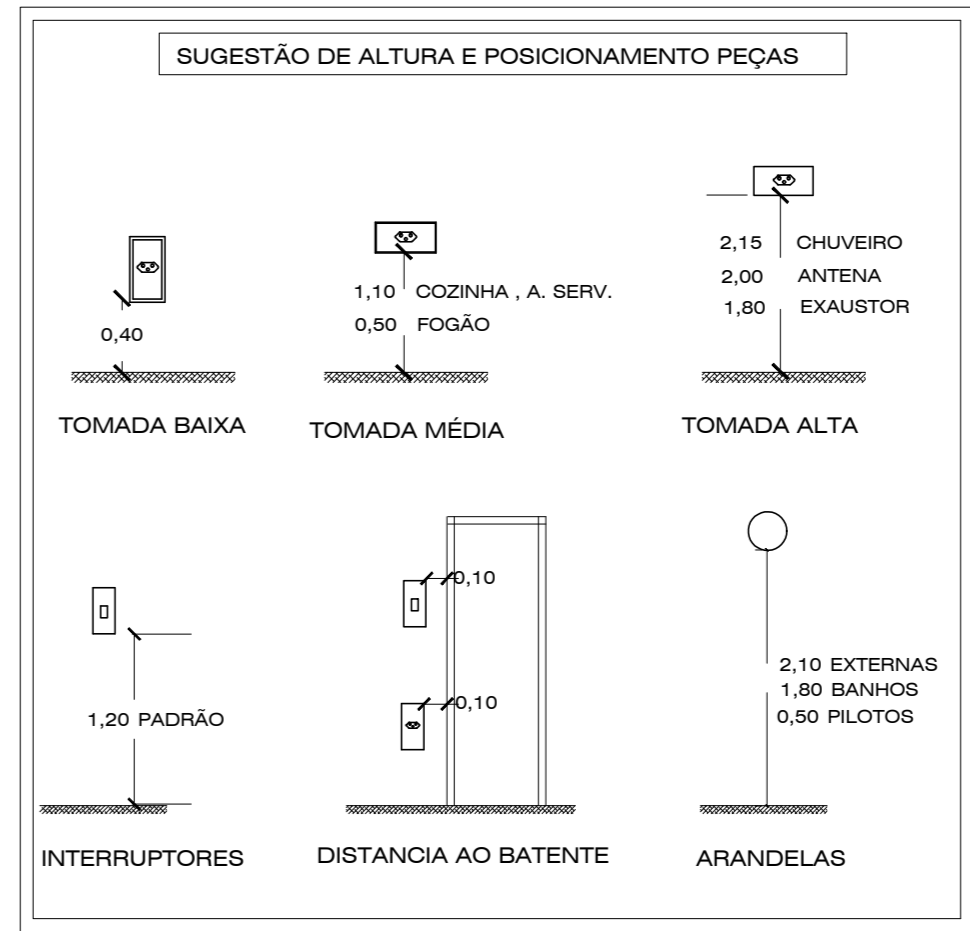 SUGESTÃO DE ALTURA E POSICIONAMENTO PEÇAS
0,40
TOMADA BAIXA
1,10 COZINHA , A. SERV.
0,50 FOGÃO
TOMADA MÉDIA
2,15 CHUVEIRO
2,00 ANTENA
1,80 EXAUSTOR
TOMADA ALTA
1,20 PADRÃO
INTERRUPTORES
0,10
0,10
DISTANCIA AO BATENTE
2,10 EXTERNAS
1,80 BANHOS
0,50 PILOTOS
ARANDELAS